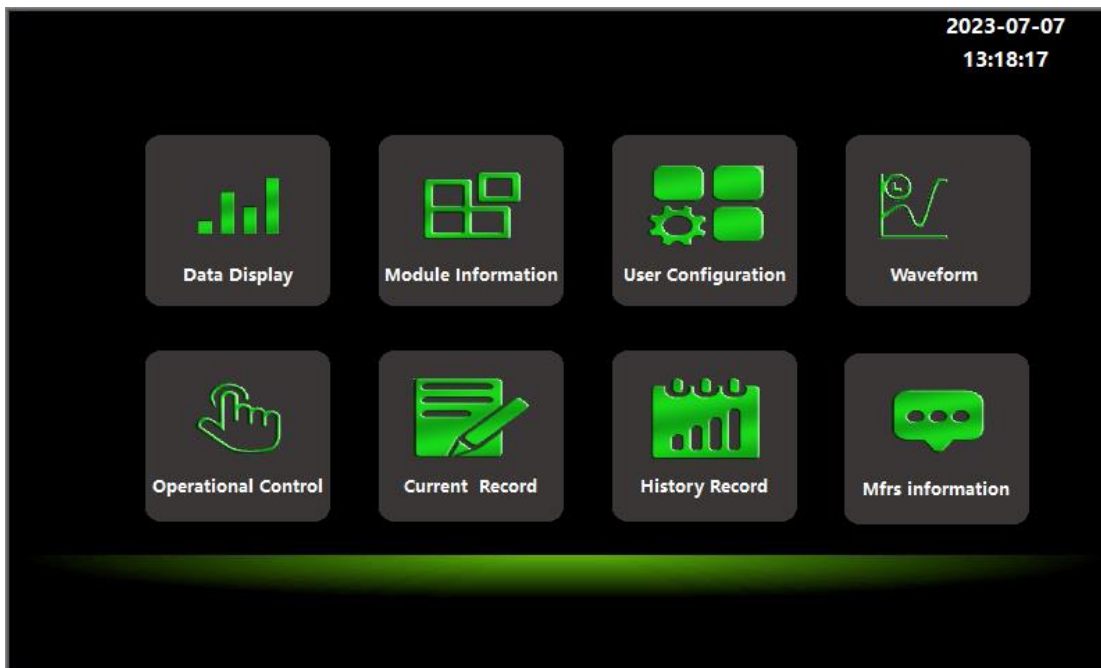 2023-07-07
13:18:17
Data Display
Module Information
User Configuration
Waveform
Operational Control
Current Record
History Record
Mfrs information